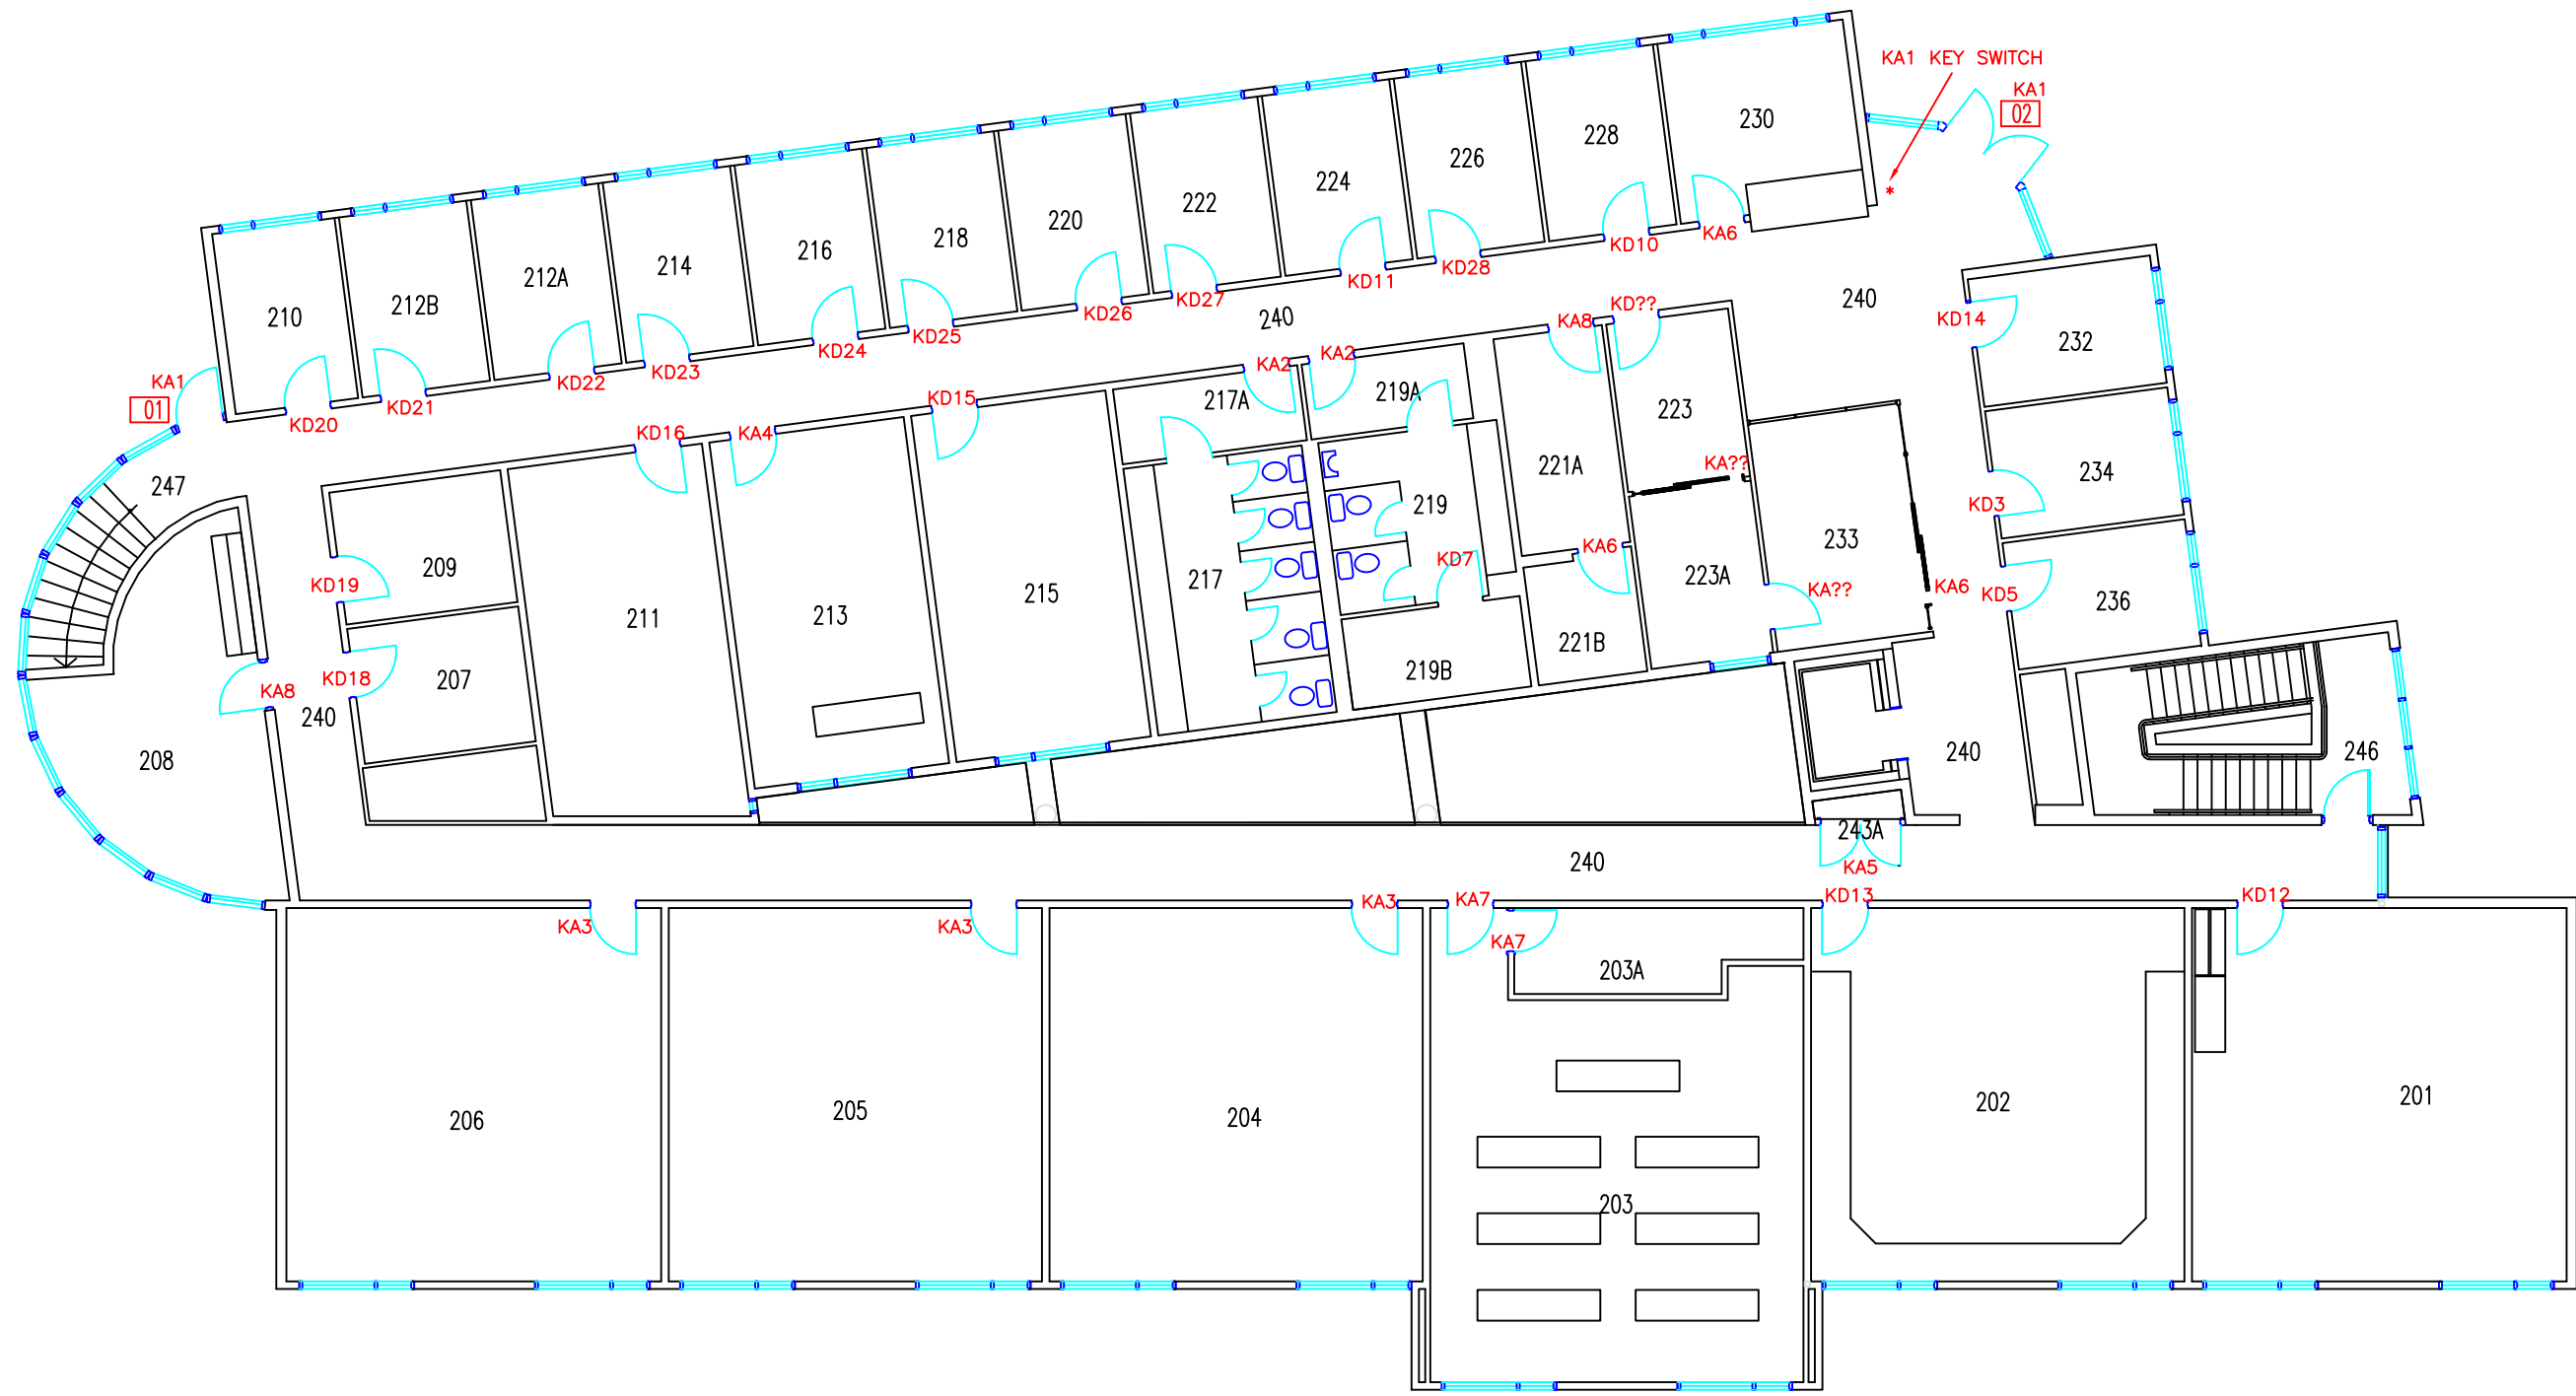 KA1 KEY SWITCH
KA1
02
230
228
226
224
222
220
218
216
214
212A
212B
210
KA6
KD10
KD28
KD11
KD27
KD26
KD25
KD24
KD23
KD22
KD21
KD20
KA1
01
240
240
KD14
232
KD??
KA8
KA2
KA2
219A
217A
KD15
KA4
KD16
223
KA??
221A
219
217
215
213
211
209
KD19
247
234
KD3
233
KA6
KD7
223A
KA??
KA6
KD5
236
221B
219B
207
KD18
KA8
240
208
240
246
243A
240
KA5
KD13
KD12
KA7
KA3
KA3
KA3
KA7
203A
206
205
204
203
202
201